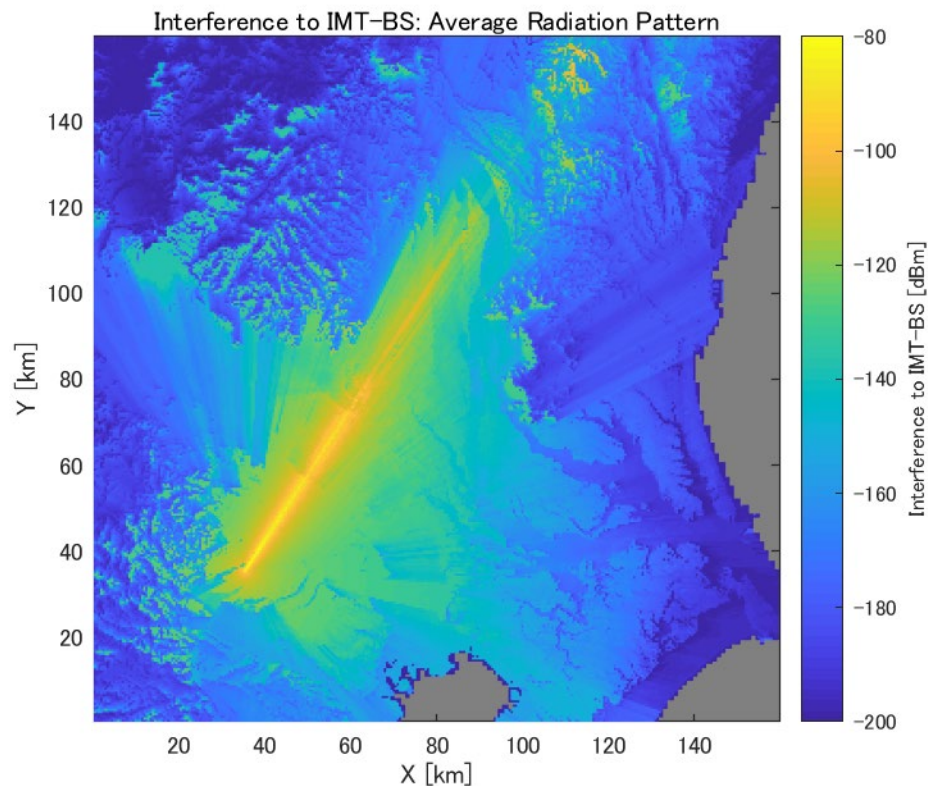 Interference to IMT-BS: Average Radiation Pattern
-80
-100
-120
-140
-160
-180
-200
Interference to IMT-BS [dBm]
140
120
100
80
60
40
20
Y [km]
20 40 60 80 100 120 140
X [km]